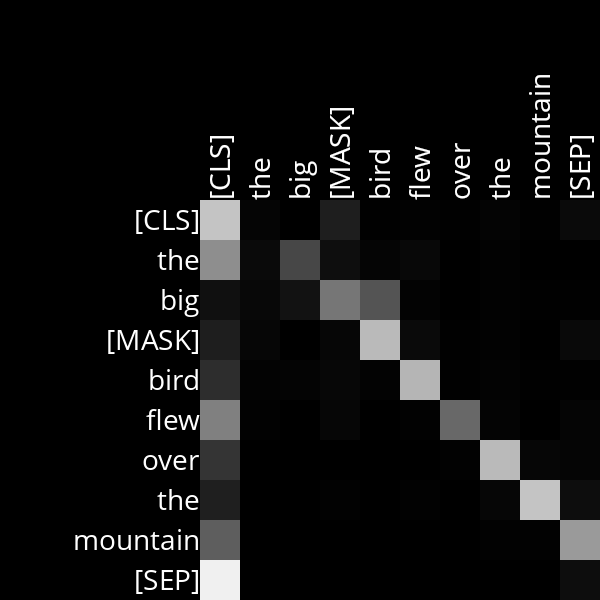 [CLS]
the
big
[MASK]
bird
flew
over
the
mountain
[SEP]
[CLS]
the
big
[MASK]
bird
flew
over
the
mountain
[SEP]